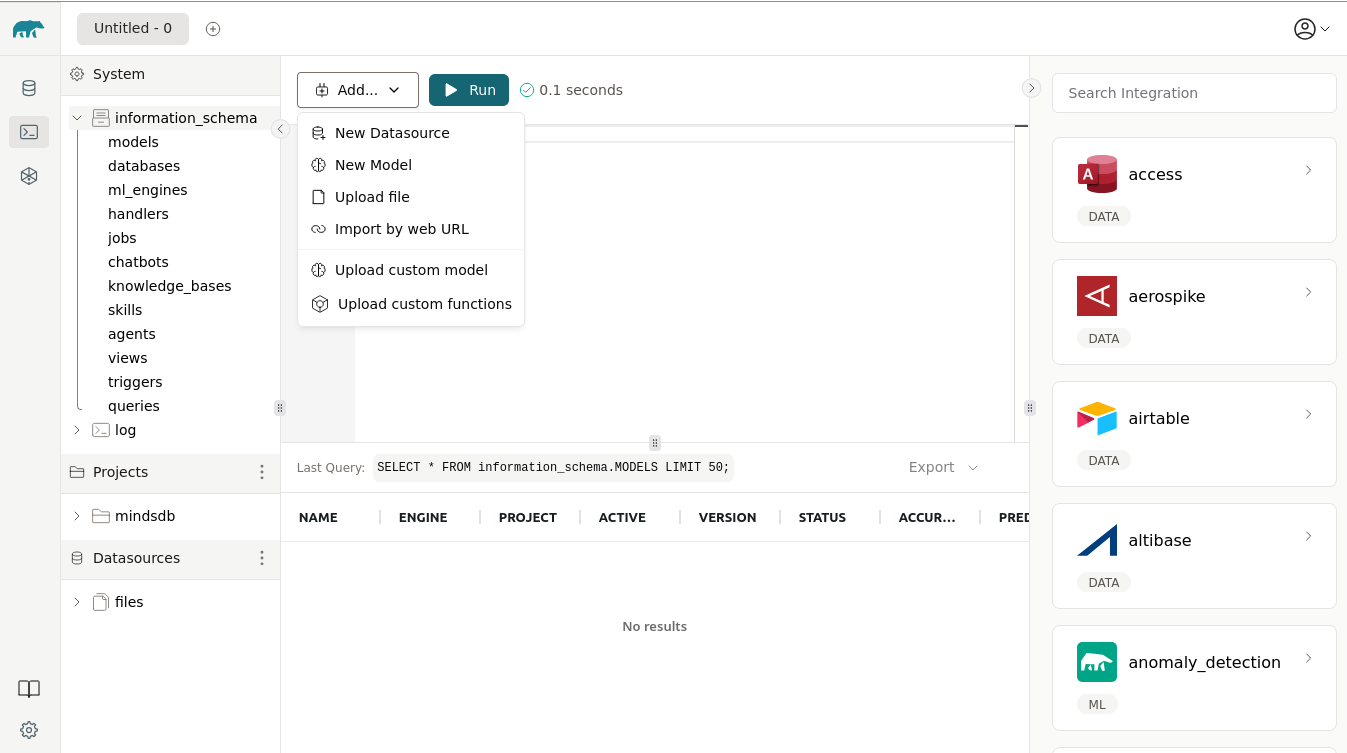 Untitled - 0
System
information_schema
models
databases
ml_engines
handlers
jobs
chatbots
knowledge_bases
skills
agents
views
triggers
queries
log
Projects
mindsdb
Datasources
files
Add...
Run
0.1 seconds
New Datasource
New Model
Upload file
Import by web URL
Upload custom model
Upload custom functions
Last Query: SELECT * FROM information_schema.MODELS LIMIT 50;
Export
NAME ENGINE PROJECT ACTIVE VERSION STATUS ACCUR... PRED
No results
Search Integration
A
access
DATA
aerospike
DATA
airtable
DATA
altibase
DATA
anomaly_detection
ML